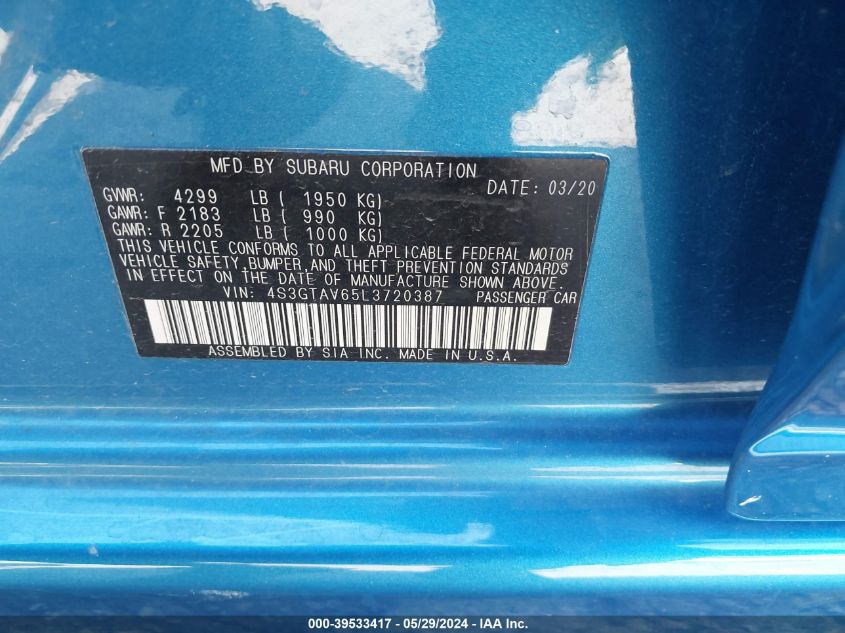 MFD.BY SUBARU CORPORATION
DATE: 03/20
GVWR: 4299 LB ( 1950 KG)
GAWR: F 2183 LB ( 990 KG)
GAWR: R 2205 LB ( 1000 KG)
THIS VEHICLE CONFORMS TO ALL APPLICABLE FEDERAL MOTOR
VEHICLE SAFETY,BUMPER,AND THEFT PREVENTION STANDARDS
IN EFFECT ON THE DATE OF MANUFACTURE SHOWN ABOVE.
VIN: 4S3GTAV65L3720387 PASSENGER CAR
ASSEMBLED BY SIA INC. MADE IN U.S.A.
000-39533417 - 05/29/2024 - IAA Inc.